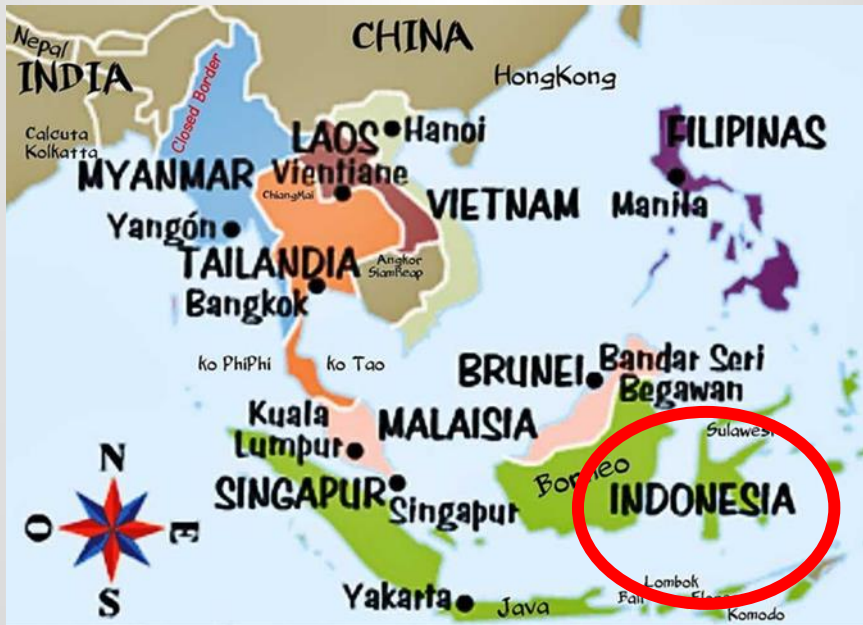 Nepal
INDIA
CHINA
HongKong
Closed Border
Calcuta
Kolkatta
MYANMAR
Yangón
LAOS
Vientiane
ChiangMai
Hanoi
VIETNAM
FILIPINAS
Manila
TAILANDIA
Bangkok
Angkor
SiamReap
Ko PhiPhi
Ko Tao
BRUNEI
Bandar Seri
Begawan
Kuala
Lumpur
MALAISIA
SINGAPUR
Singapur
Borneo
Sulawesi
INDONESIA
Yakarta
Java
Lombok
Bali
Flores
Komodo
N
O
E
S